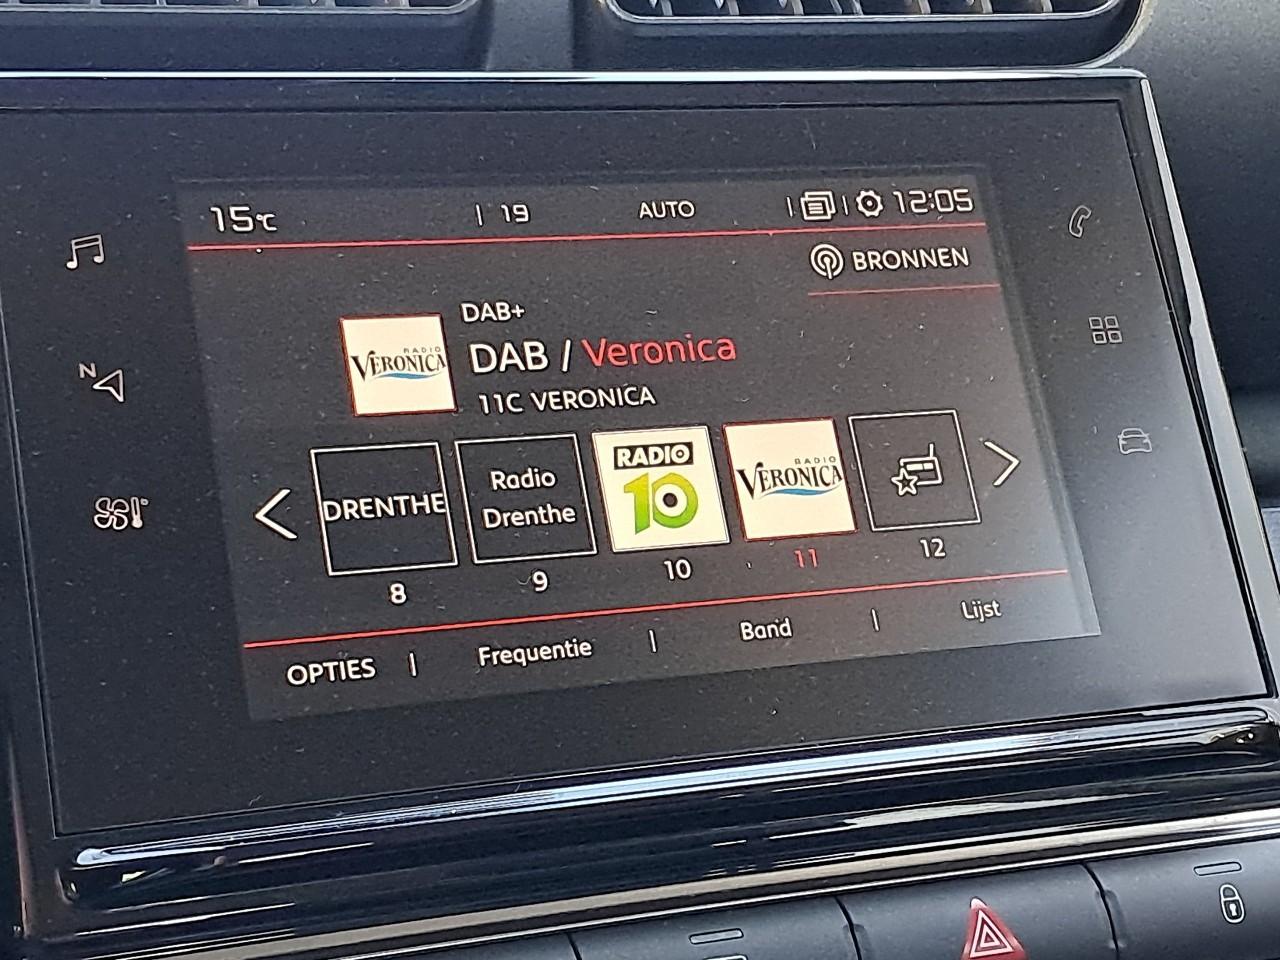 15°C | 19 AUTO | | 12:05
BRONNEN
DAB+
DAB / Veronica
11C VERONICA
RADIO
VERONICA
N
DRENTHE
Radio
Drenthe
RADIO
10
RADIO
VERONICA
8 9 10 11 12
OPTIES | Frequentie | Band | Lijst